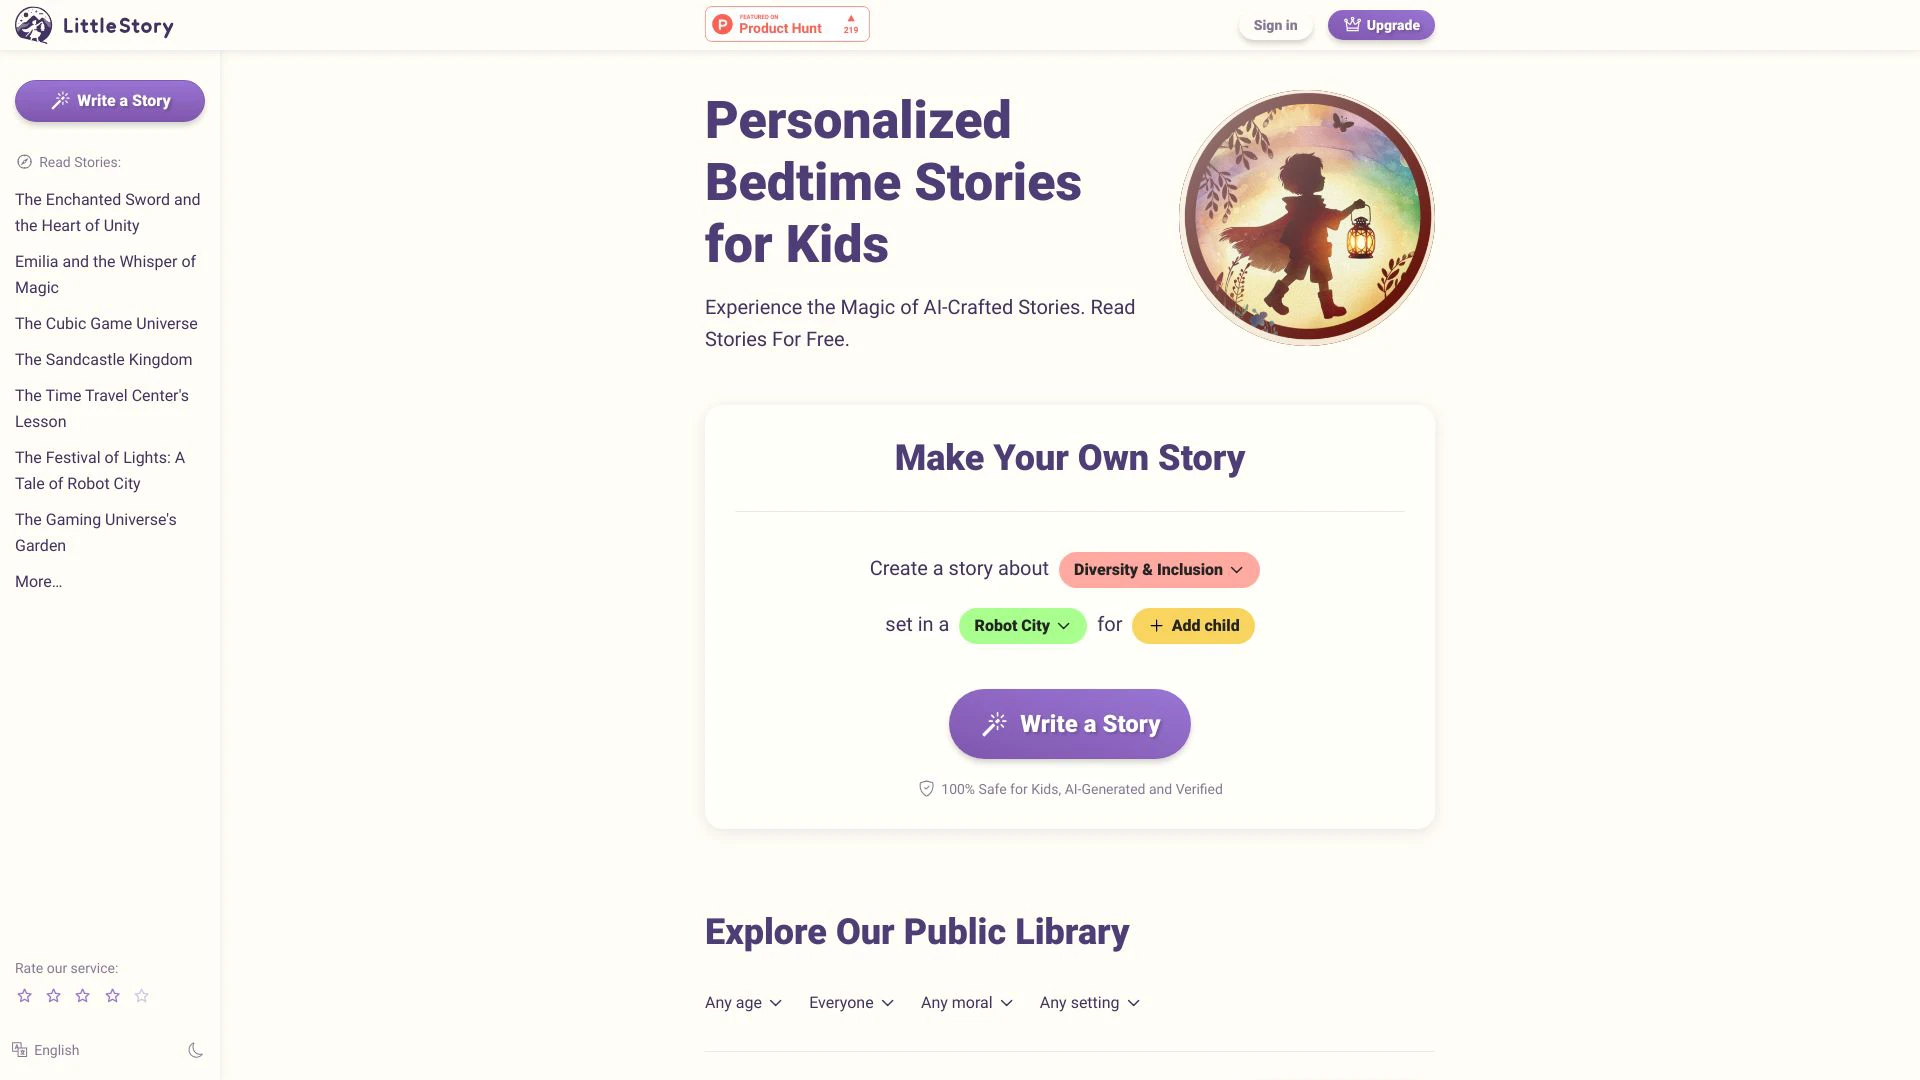 LittleStory
FEATURED ON
Product Hunt
219
Sign in
Upgrade
Write a Story
Read Stories:
The Enchanted Sword and
the Heart of Unity
Emilia and the Whisper of
Magic
The Cubic Game Universe
The Sandcastle Kingdom
The Time Travel Center's
Lesson
The Festival of Lights: A
Tale of Robot City
The Gaming Universe's
Garden
More...
Rate our service:
English
Personalized
Bedtime Stories
for Kids
Experience the Magic of AI-Crafted Stories. Read
Stories For Free.
Make Your Own Story
Create a story about Diversity & Inclusion
set in a Robot City for + Add child
Write a Story
100% Safe for Kids, AI-Generated and Verified
Explore Our Public Library
Any age Everyone Any moral Any setting